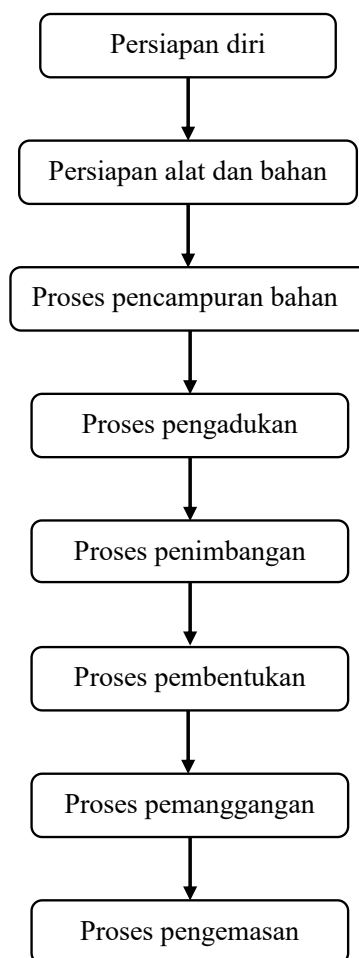 Persiapan diri
Persiapan alat dan bahan
Proses pencampuran bahan
Proses pengadukan
Proses penimbangan
Proses pembentukan
Proses pemanggangan
Proses pengemasan